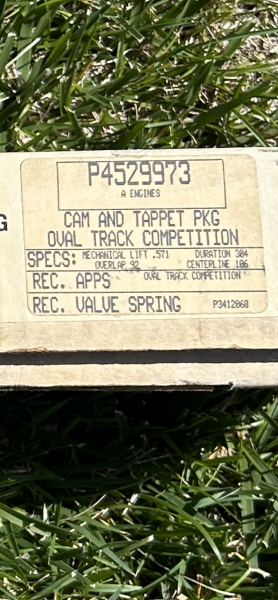 P4529973
A ENGINES
CAM AND TAPPET PKG
OVAL TRACK COMPETITION
SPECS: MECHANICAL LIFT .571 DURATION 304
OVERLAP 92 CENTERLINE 106
REC. APPS OVAL TRACK COMPETITION
REC. VALVE SPRING P3412068